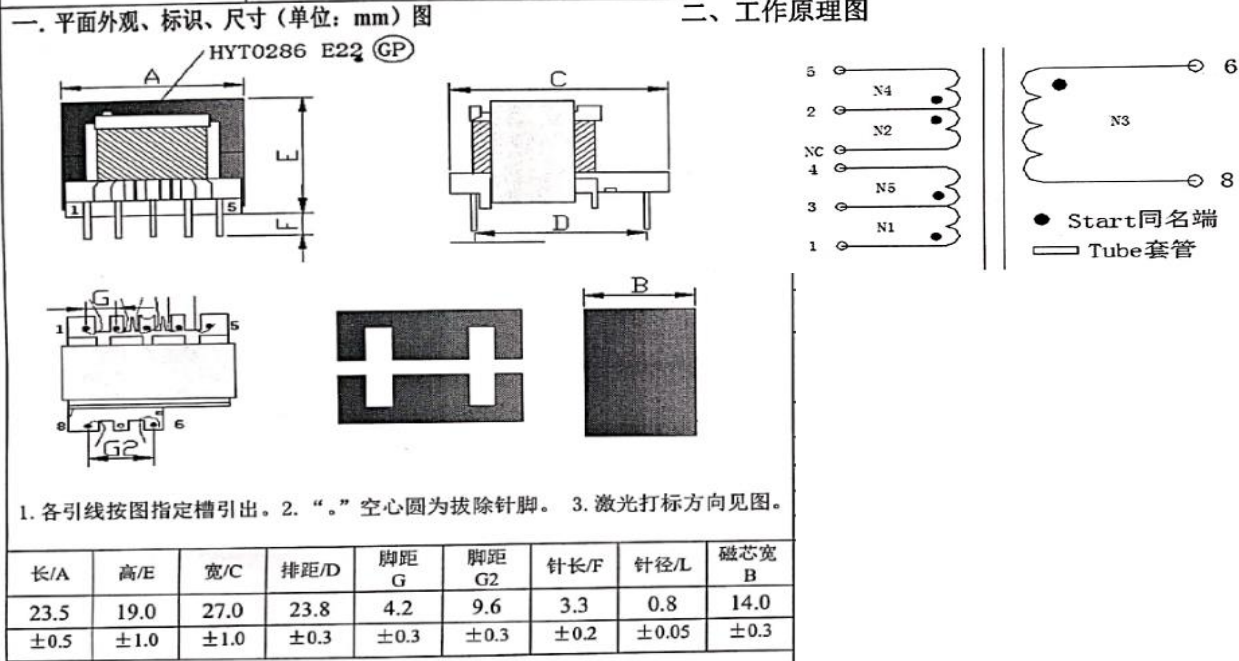 一. 平面外观、标识、尺寸（单位：mm）图
HYT0286 E22 GP
A
E
F
1
5
C
D
G
1
5
8
6
G2
B
1. 各引线按图指定槽引出。2. “。”空心圆为拔除针脚。 3. 激光打标方向见图。
长/A 高/E 宽/C 排距/D 脚距 G 脚距 G2 针长/F 针径/L 磁芯宽 B
23.5 19.0 27.0 23.8 4.2 9.6 3.3 0.8 14.0
±0.5 ±1.0 ±1.0 ±0.3 ±0.3 ±0.3 ±0.2 ±0.05 ±0.3
二、工作原理图
5
N4
2
N2
NC
4
N5
3
N1
1
6
N3
8
Start同名端
Tube套管